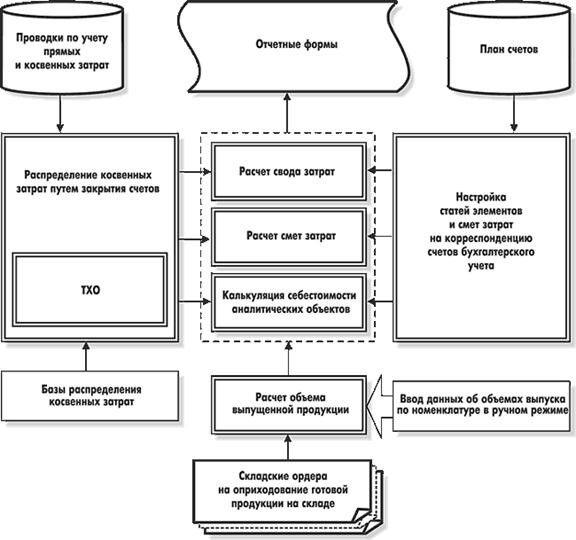 Проводки по учету
прямых
и косвенных затрат
Отчетные формы
План счетов
Распределение косвенных
затрат путем закрытия счетов
ТХО
Расчет свода затрат
Расчет смет затрат
Калькуляция себестоимости
аналитических объектов
Настройка
статей элементов
и смет затрат
на корреспонденцию
счетов бухгалтерского
учета
Базы распределения
косвенных затрат
Расчет объема
выпущенной продукции
Ввод данных об объемах выпуска
по номенклатуре в ручном режиме
Складские ордера
на оприходование готовой
продукции на складе